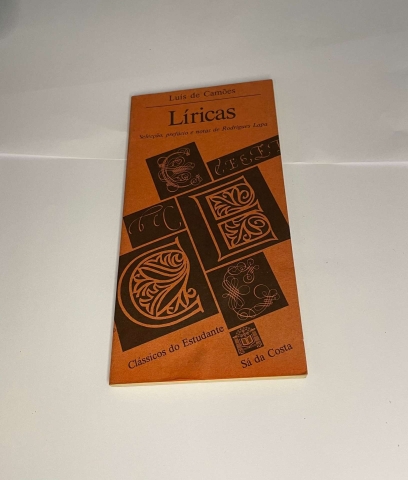 Luís de Camões
Líricas
Selecção, prefácio e notas de Rodrigues Lapa
Clássicos do Estudante
Sá da Costa